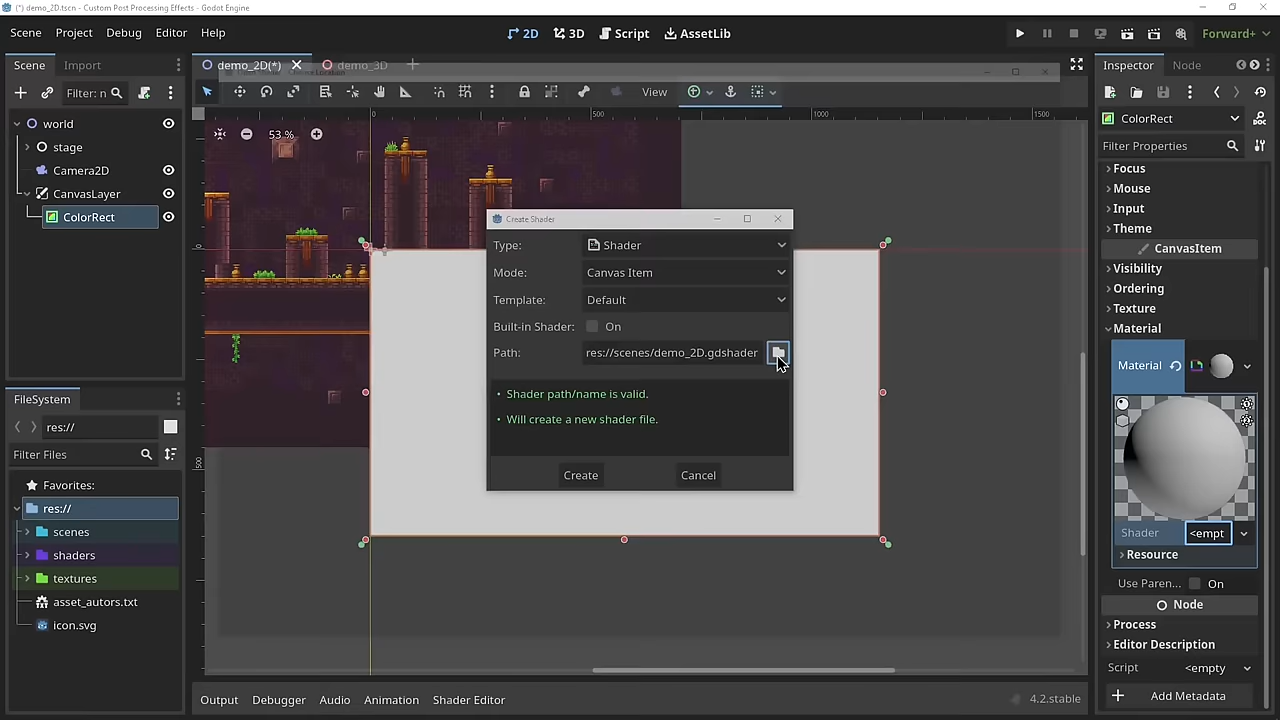 (*) demo_2D.tscn - Custom Post Processing Effects - Godot Engine
Scene Project Debug Editor Help
2D 3D Script AssetLib
Forward+
Scene Import
demo_2D(*) demo_3D
Inspector Node
Filter: n
View
ColorRect
Filter Properties
world
stage
Camera2D
CanvasLayer
ColorRect
53 %
0 500 1000 1500
0
500
Create Shader
Type: Shader
Mode: Canvas Item
Template: Default
Built-in Shader: On
Path: res://scenes/demo_2D.gdshader
• Shader path/name is valid.
• Will create a new shader file.
Create Cancel
Focus
Mouse
Input
Theme
CanvasItem
Visibility
Ordering
Texture
Material
Material
Shader <empt
Resource
Use Paren... On
Node
Process
Editor Description
Script <empty
Add Metadata
FileSystem
res://
Filter Files
Favorites:
res://
scenes
shaders
textures
asset_autors.txt
icon.svg
Output Debugger Audio Animation Shader Editor
4.2.stable